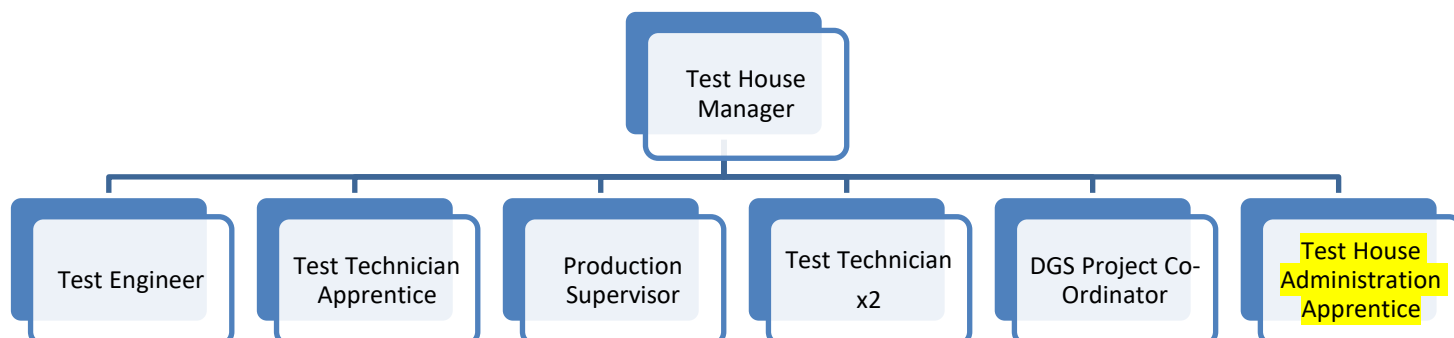 Test House
Manager
Test Engineer
Test Technician
Apprentice
Production
Supervisor
Test Technician
x2
DGS Project Co-
Ordinator
Test House
Administration
Apprentice